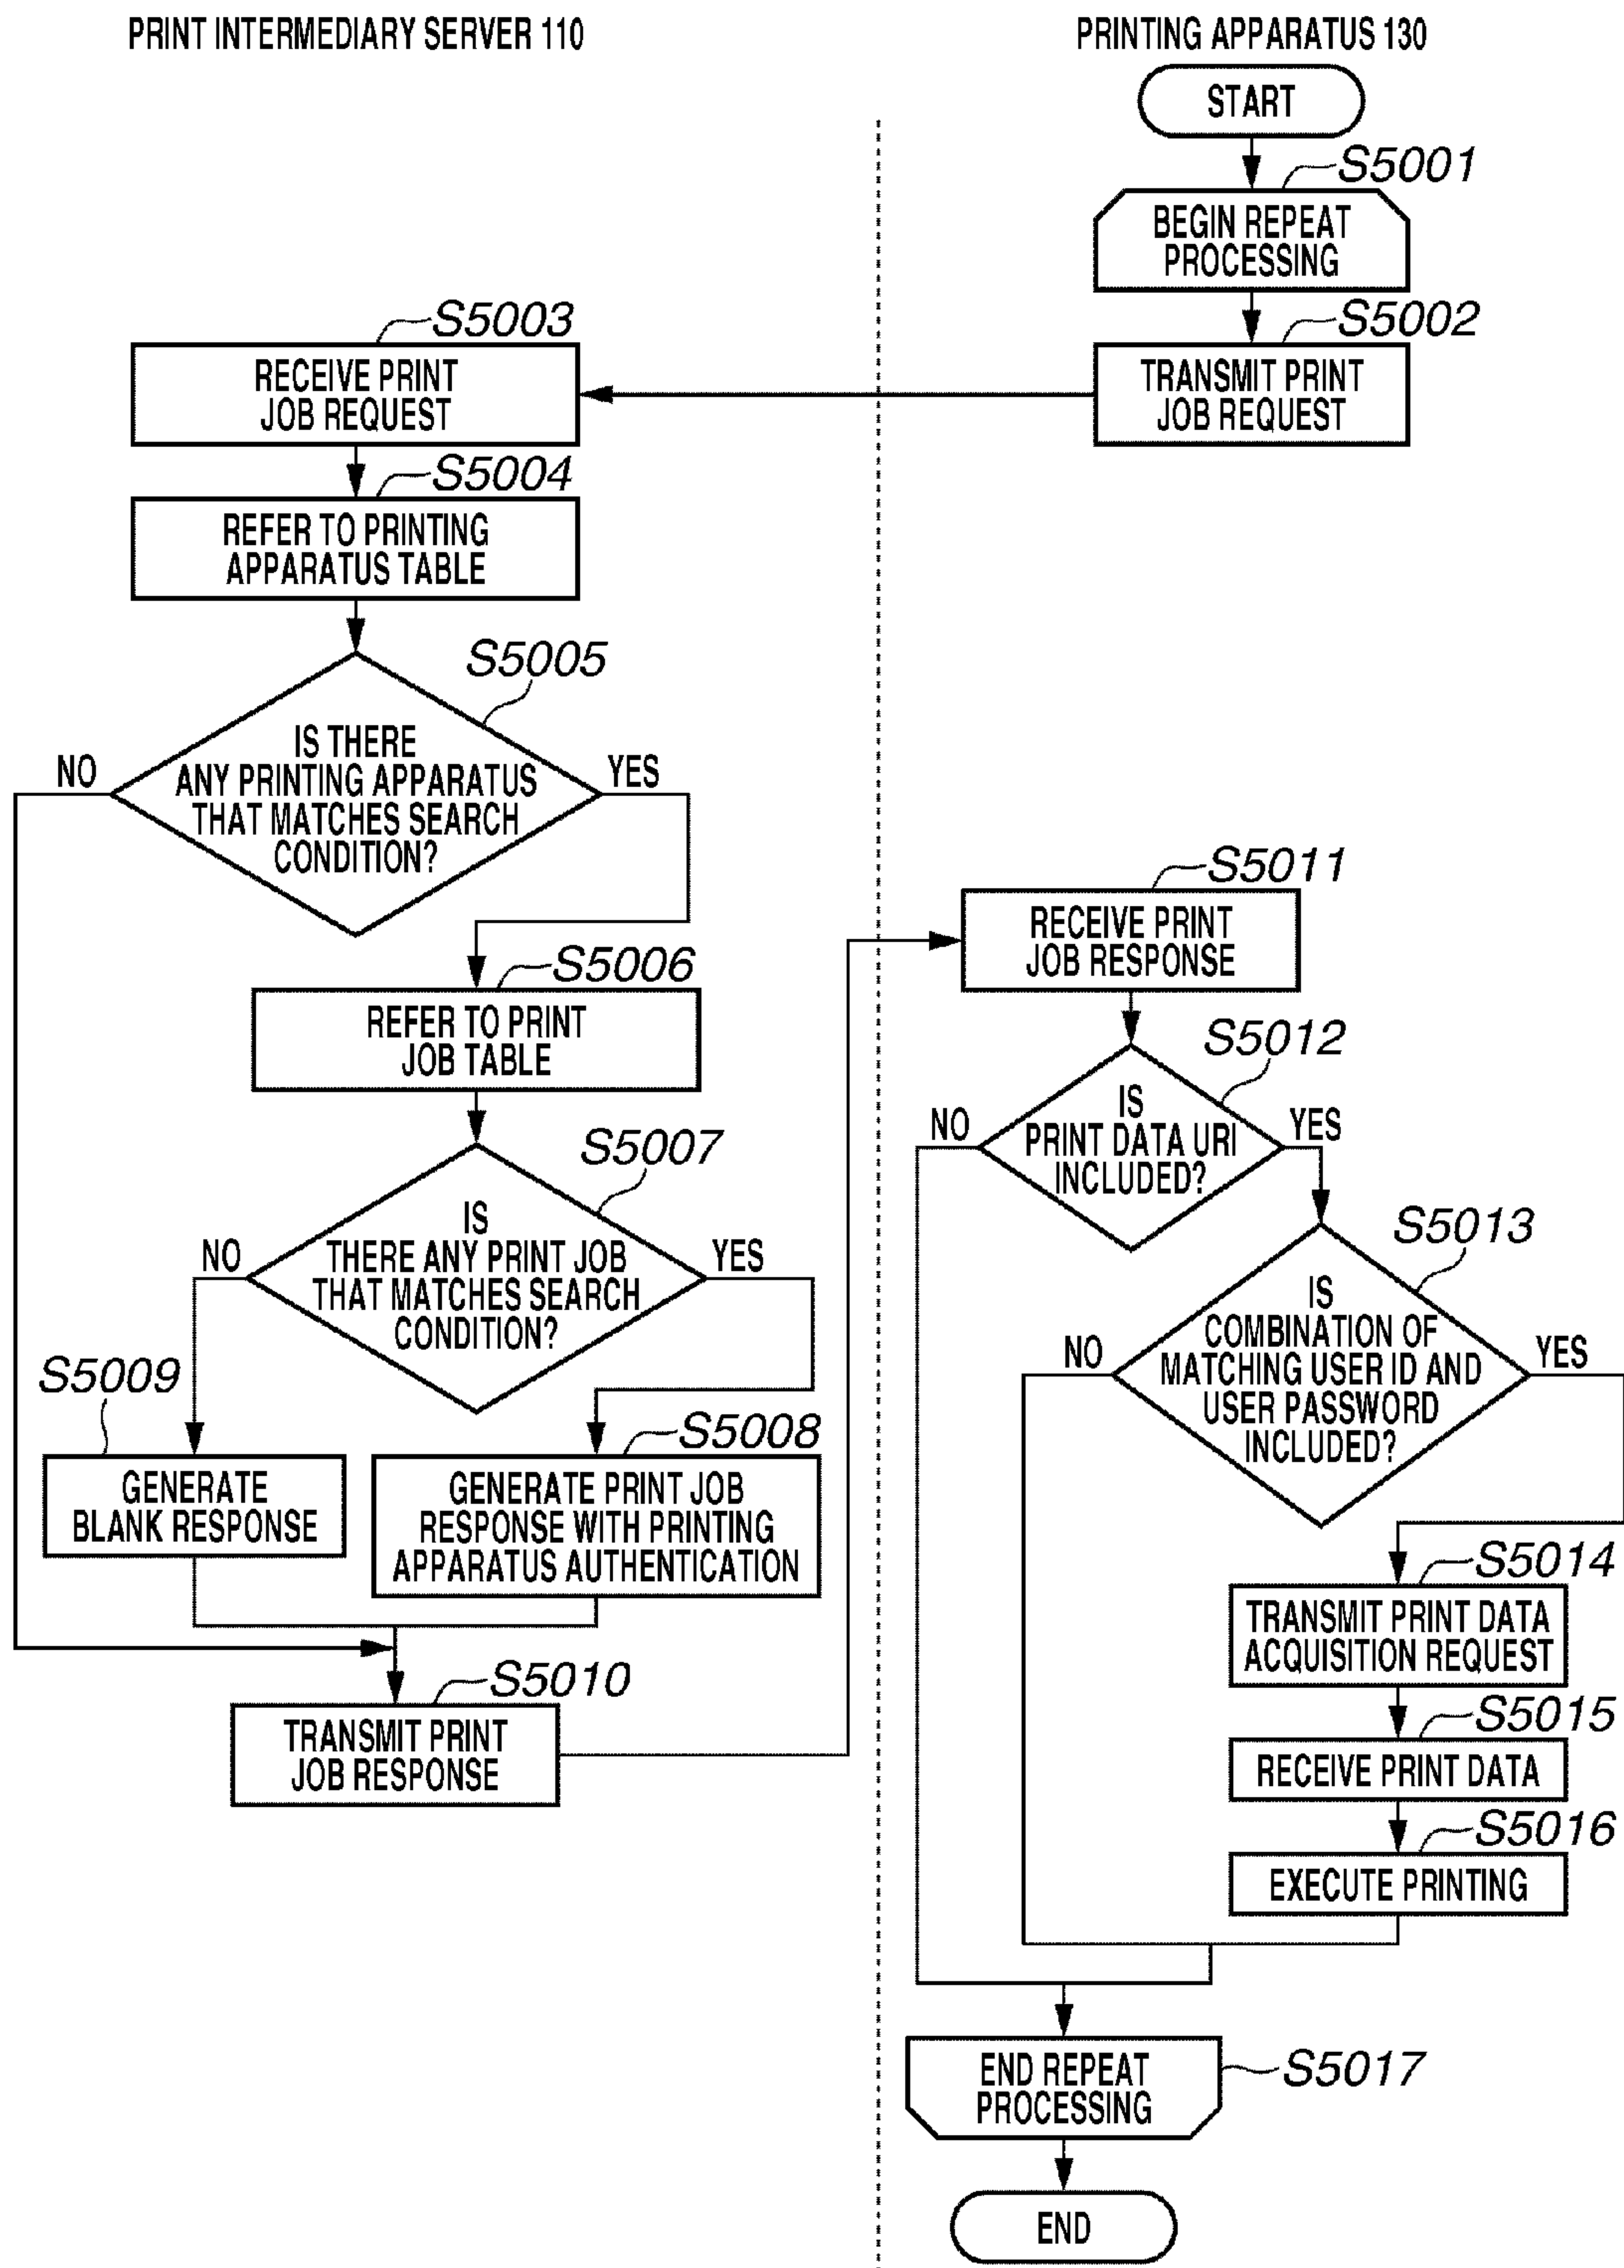 PRINT INTERMEDIARY SERVER 110
PRINTING APPARATUS 130
START
S5001
BEGIN REPEAT
PROCESSING
S5002
TRANSMIT PRINT
JOB REQUEST
S5003
RECEIVE PRINT
JOB REQUEST
S5004
REFER TO PRINTING
APPARATUS TABLE
S5005
IS THERE
ANY PRINTING APPARATUS
THAT MATCHES SEARCH
CONDITION?
NO
YES
S5006
REFER TO PRINT
JOB TABLE
S5007
IS
THERE ANY PRINT JOB
THAT MATCHES SEARCH
CONDITION?
NO
YES
S5009
GENERATE
BLANK RESPONSE
S5008
GENERATE PRINT JOB
RESPONSE WITH PRINTING
APPARATUS AUTHENTICATION
S5010
TRANSMIT PRINT
JOB RESPONSE
S5011
RECEIVE PRINT
JOB RESPONSE
S5012
IS
PRINT DATA URI
INCLUDED?
NO
YES
S5013
IS
COMBINATION OF
MATCHING USER ID AND
USER PASSWORD
INCLUDED?
NO
YES
S5014
TRANSMIT PRINT DATA
ACQUISITION REQUEST
S5015
RECEIVE PRINT DATA
S5016
EXECUTE PRINTING
END REPEAT
PROCESSING
S5017
END